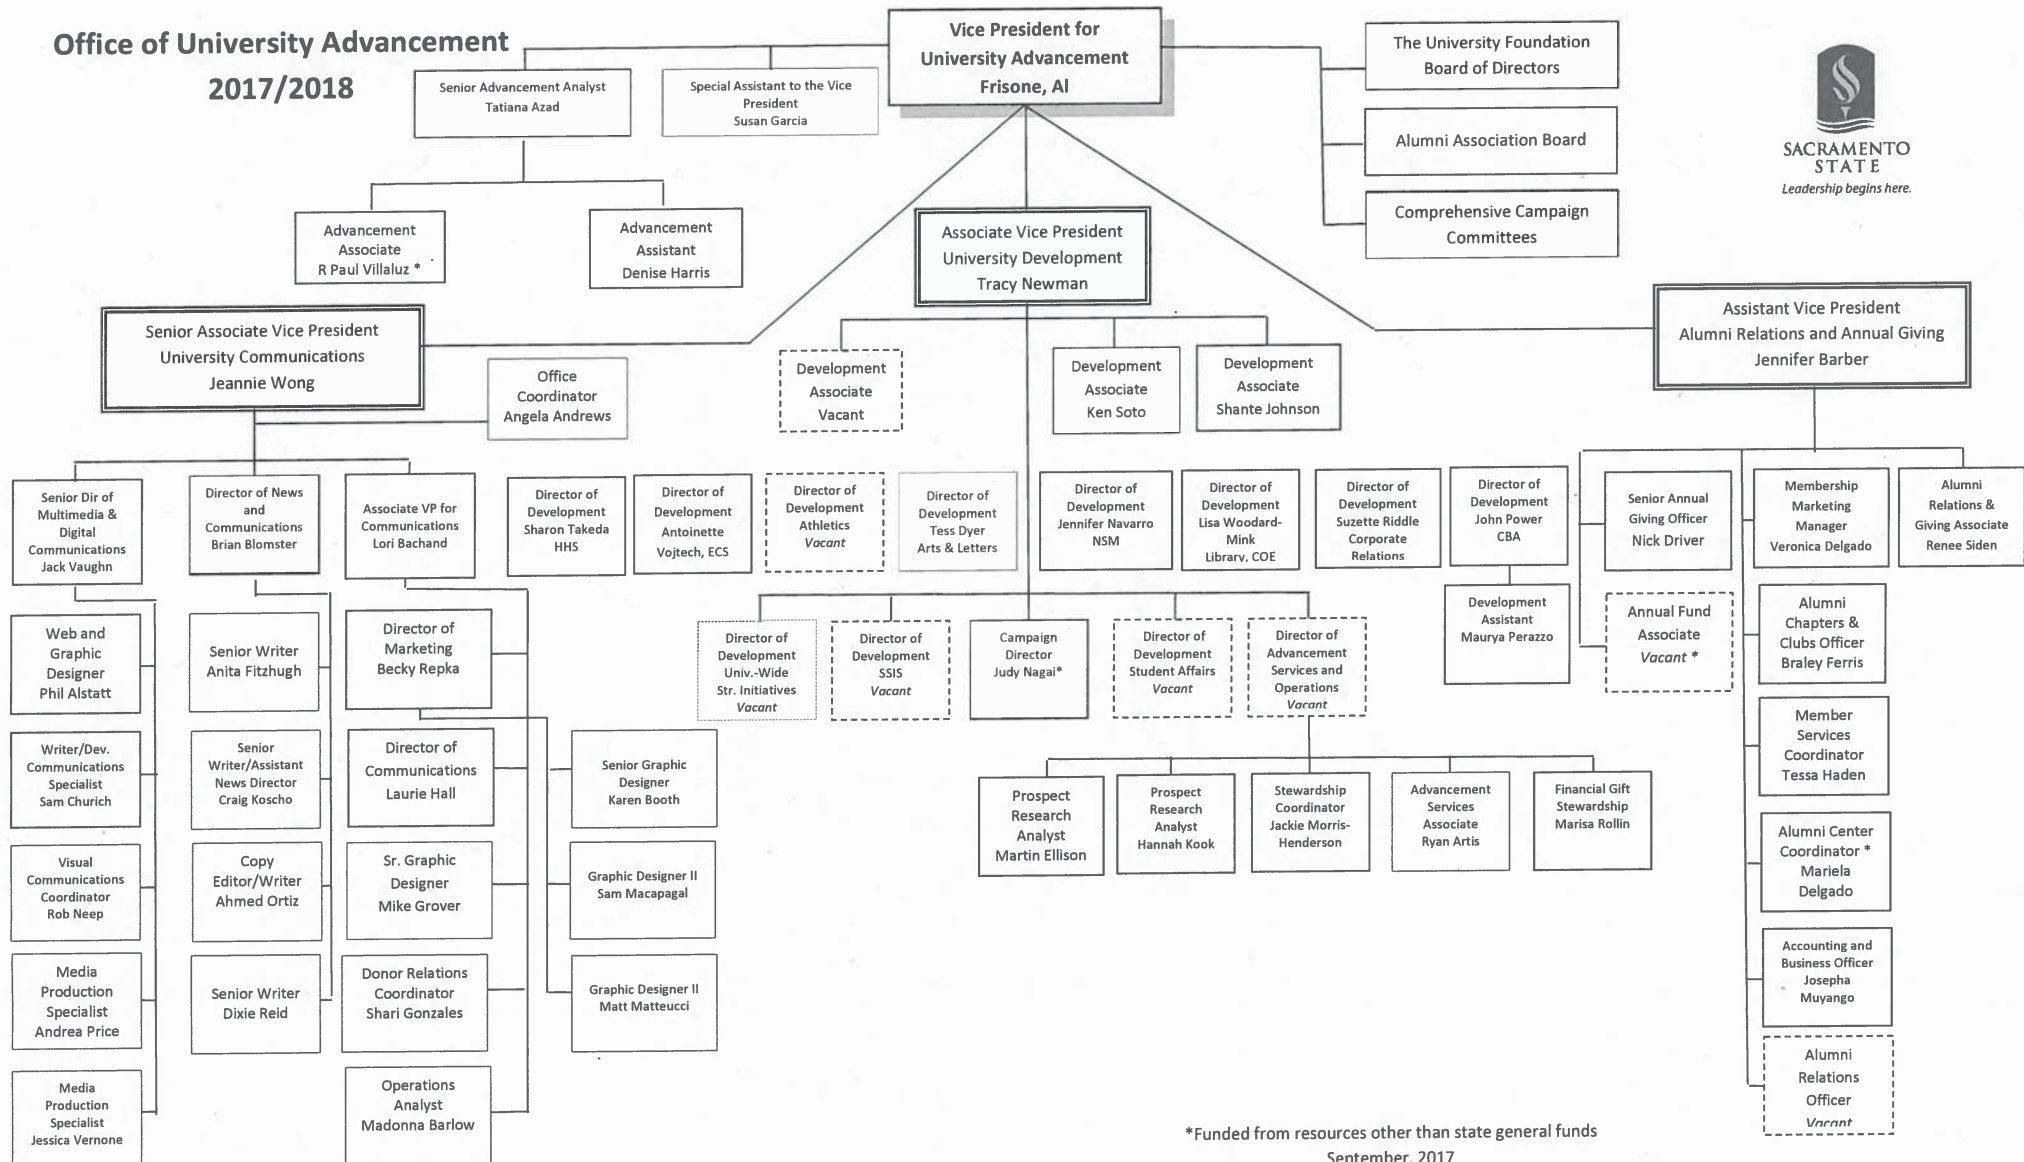 Office of University Advancement
2017/2018
Vice President for
University Advancement
Frisone, Al
The University Foundation
Board of Directors
Alumni Association Board
Comprehensive Campaign
Committees
SACRAMENTO
STATE
Leadership begins here.
Senior Advancement Analyst
Tatiana Azad
Special Assistant to the Vice
President
Susan Garcia
Advancement
Associate
R Paul Villaluz *
Advancement
Assistant
Denise Harris
Associate Vice President
University Development
Tracy Newman
Senior Associate Vice President
University Communications
Jeannie Wong
Assistant Vice President
Alumni Relations and Annual Giving
Jennifer Barber
Office
Coordinator
Angela Andrews
Development
Associate
Vacant
Development
Associate
Ken Soto
Development
Associate
Shante Johnson
Senior Dir of
Multimedia &
Digital
Communications
Jack Vaughn
Director of News
and
Communications
Brian Blomster
Associate VP for
Communications
Lori Bachand
Director of
Development
Sharon Takeda
HHS
Director of
Development
Antoinette
Vojtech, ECS
Director of
Development
Athletics
Vacant
Director of
Development
Tess Dyer
Arts & Letters
Director of
Development
Jennifer Navarro
NSM
Director of
Development
Lisa Woodard-
Mink
Library, COE
Director of
Development
Suzette Riddle
Corporate
Relations
Director of
Development
John Power
CBA
Senior Annual
Giving Officer
Nick Driver
Membership
Marketing
Manager
Veronica Delgado
Alumni
Relations &
Giving Associate
Renee Siden
Web and
Graphic
Designer
Phil Alstatt
Senior Writer
Anita Fitzhugh
Director of
Marketing
Becky Repka
Director of
Development
Univ.-Wide
Str. Initiatives
Vacant
Director of
Development
SSIS
Vacant
Campaign
Director
Judy Nagai*
Director of
Development
Student Affairs
Vacant
Director of
Advancement
Services and
Operations
Vacant
Development
Assistant
Maurya Perazzo
Annual Fund
Associate
Vacant *
Alumni
Chapters &
Clubs Officer
Braley Ferris
Writer/Dev.
Communications
Specialist
Sam Churich
Senior
Writer/Assistant
News Director
Craig Koscho
Director of
Communications
Laurie Hall
Senior Graphic
Designer
Karen Booth
Member
Services
Coordinator
Tessa Haden
Prospect
Research
Analyst
Martin Ellison
Prospect
Research
Analyst
Hannah Kook
Stewardship
Coordinator
Jackie Morris-
Henderson
Advancement
Services
Associate
Ryan Artis
Financial Gift
Stewardship
Marisa Rollin
Visual
Communications
Coordinator
Rob Neep
Copy
Editor/Writer
Ahmed Ortiz
Sr. Graphic
Designer
Mike Grover
Graphic Designer II
Sam Macapagal
Alumni Center
Coordinator *
Mariela
Delgado
Media
Production
Specialist
Andrea Price
Senior Writer
Dixie Reid
Donor Relations
Coordinator
Shari Gonzales
Graphic Designer II
Matt Matteucci
Accounting and
Business Officer
Josepha
Muyango
Media
Production
Specialist
Jessica Vernone
Operations
Analyst
Madonna Barlow
Alumni
Relations
Officer
Vacant
*Funded from resources other than state general funds
September, 2017